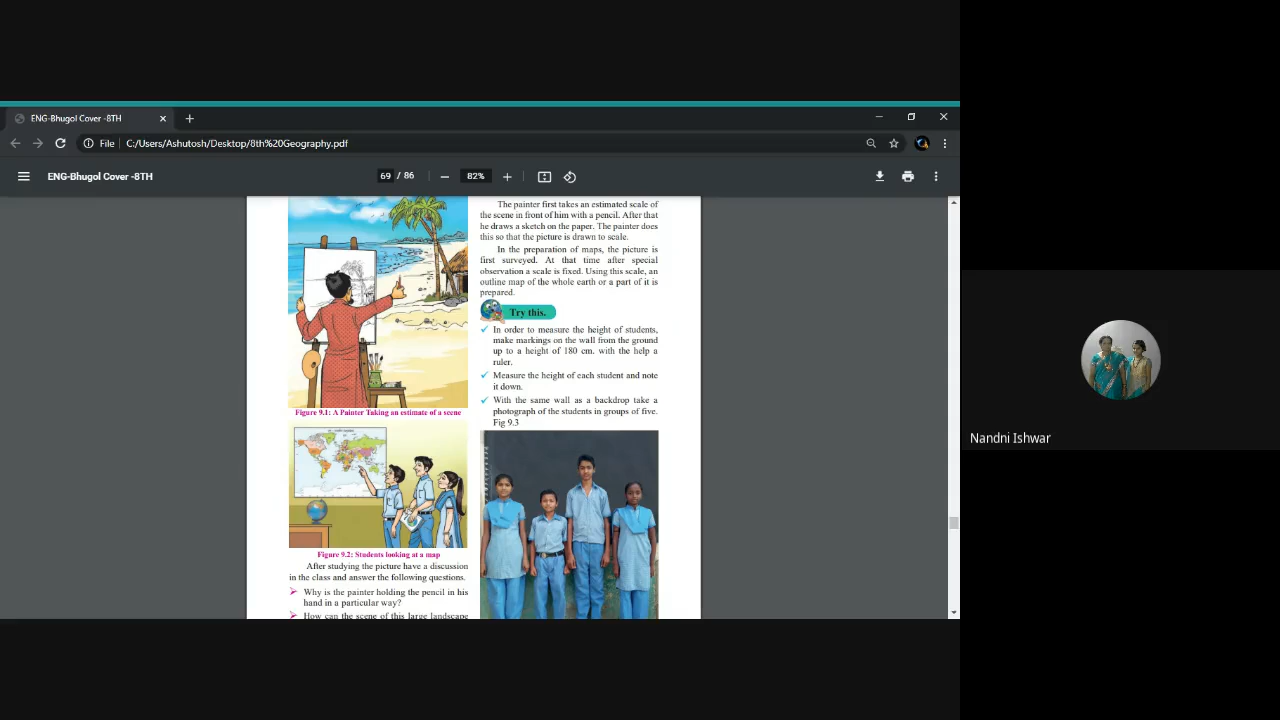 ENG-Bhugol Cover -8TH
File
C:/Users/Ashutosh/Desktop/8th%20Geography.pdf
ENG-Bhugol Cover -8TH
69 / 86
82%
Figure 9.1: A Painter Taking an estimate of a scene
Figure 9.2: Students looking at a map
After studying the picture have a discussion
in the class and answer the following questions.
Why is the painter holding the pencil in his
hand in a particular way?
How can the scene of this large landscape
The painter first takes an estimated scale of
the scene in front of him with a pencil. After that
he draws a sketch on the paper. The painter does
this so that the picture is drawn to scale.
In the preparation of maps, the picture is
first surveyed. At that time after special
observation a scale is fixed. Using this scale, an
outline map of the whole earth or a part of it is
prepared.
Try this.
In order to measure the height of students,
make markings on the wall from the ground
up to a height of 180 cm. with the help a
ruler.
Measure the height of each student and note
it down.
With the same wall as a backdrop take a
photograph of the students in groups of five.
Fig 9.3
Nandni Ishwar